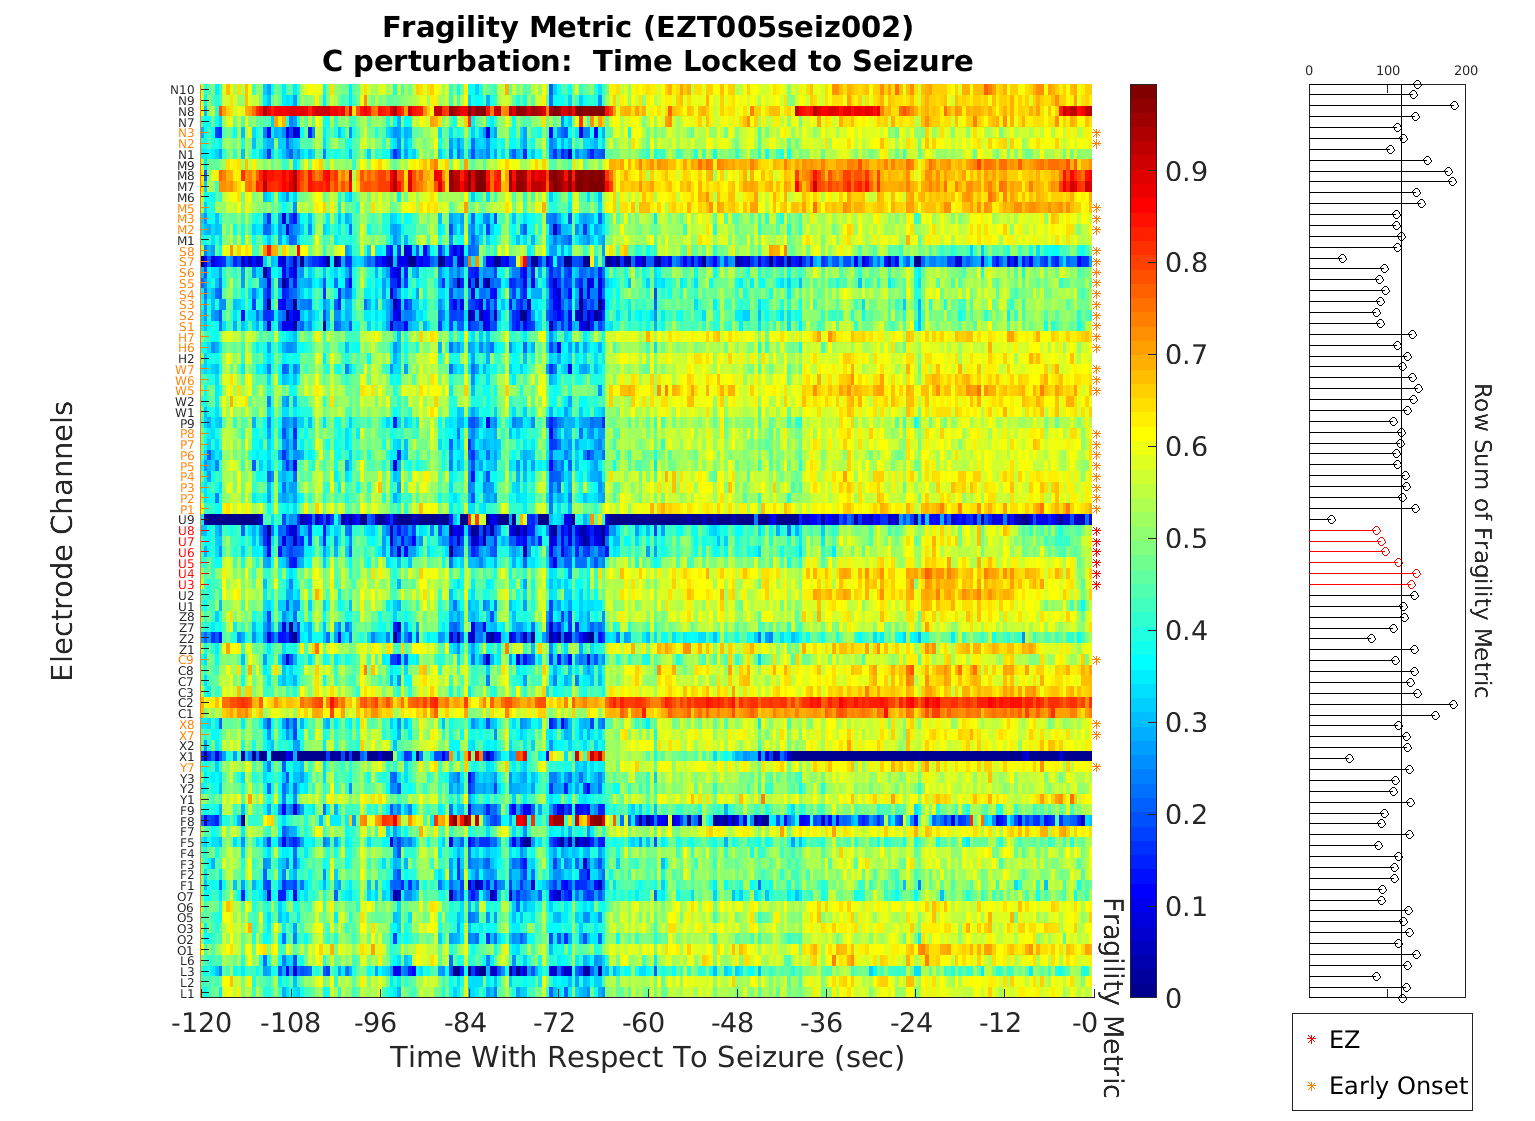 Fragility Metric (EZT005seiz002)
C perturbation:  Time Locked to Seizure
Electrode Channels
N10
N9
N8
N7
N3
N2
N1
M9
M8
M7
M6
M5
M3
M2
M1
S8
S7
S6
S5
S4
S3
S2
S1
H7
H6
H2
W7
W6
W5
W2
W1
P9
P8
P7
P6
P5
P4
P3
P2
P1
U9
U8
U7
U6
U5
U4
U3
U2
U1
Z8
Z7
Z2
Z1
C9
C8
C7
C3
C2
C1
X8
X7
X2
X1
Y7
Y3
Y2
Y1
F9
F8
F7
F5
F4
F3
F2
F1
O7
O6
O5
O3
O2
O1
L6
L3
L2
L1
-120 -108 -96 -84 -72 -60 -48 -36 -24 -12 -0
Time With Respect To Seizure (sec)
0.9
0.8
0.7
0.6
0.5
0.4
0.3
0.2
0.1
0
Fragility Metric
0 100 200
Row Sum of Fragility Metric
EZ
Early Onset